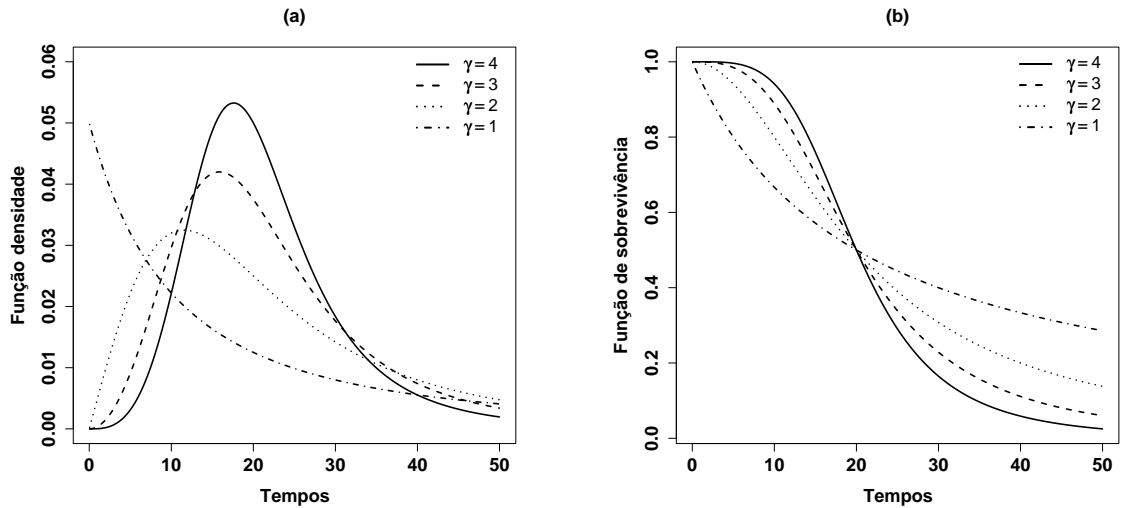 (a)
Função densidade
0.06
0.05
0.04
0.03
0.02
0.01
0.00
γ = 4
γ = 3
γ = 2
γ = 1
0 10 20 30 40 50
Tempos
(b)
Função de sobrevivência
1.0
0.8
0.6
0.4
0.2
0.0
γ = 4
γ = 3
γ = 2
γ = 1
0 10 20 30 40 50
Tempos